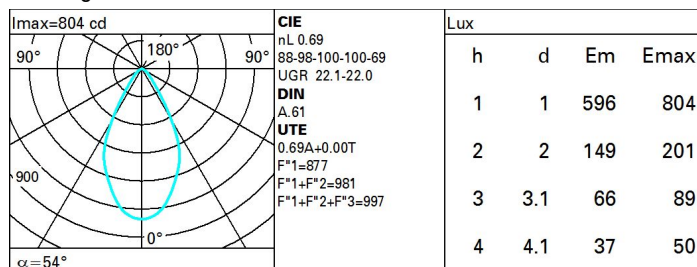 Imax=804 cd
90°
180°
90°
900
0°
α=54°
CIE
nL 0.69
88-98-100-100-69
UGR 22.1-22.0
DIN
A.61
UTE
0.69A+0.00T
F"1=877
F"1+F"2=981
F"1+F"2+F"3=997
Lux
h d Em Emax
1 1 596 804
2 2 149 201
3 3.1 66 89
4 4.1 37 50